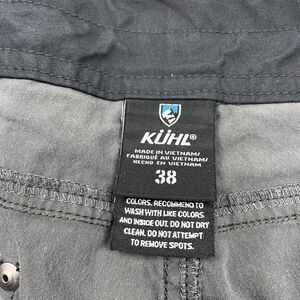 KÜHL®
MADE IN VIETNAM/
FABRIQUÉ AU VIETNAM/
HECHO EN VIETNAM
38
COLORS. RECOMMEND TO
WASH WITH LIKE COLORS
AND INSIDE OUT. DO NOT DRY
CLEAN. DO NOT ATTEMPT
TO REMOVE SPOTS.